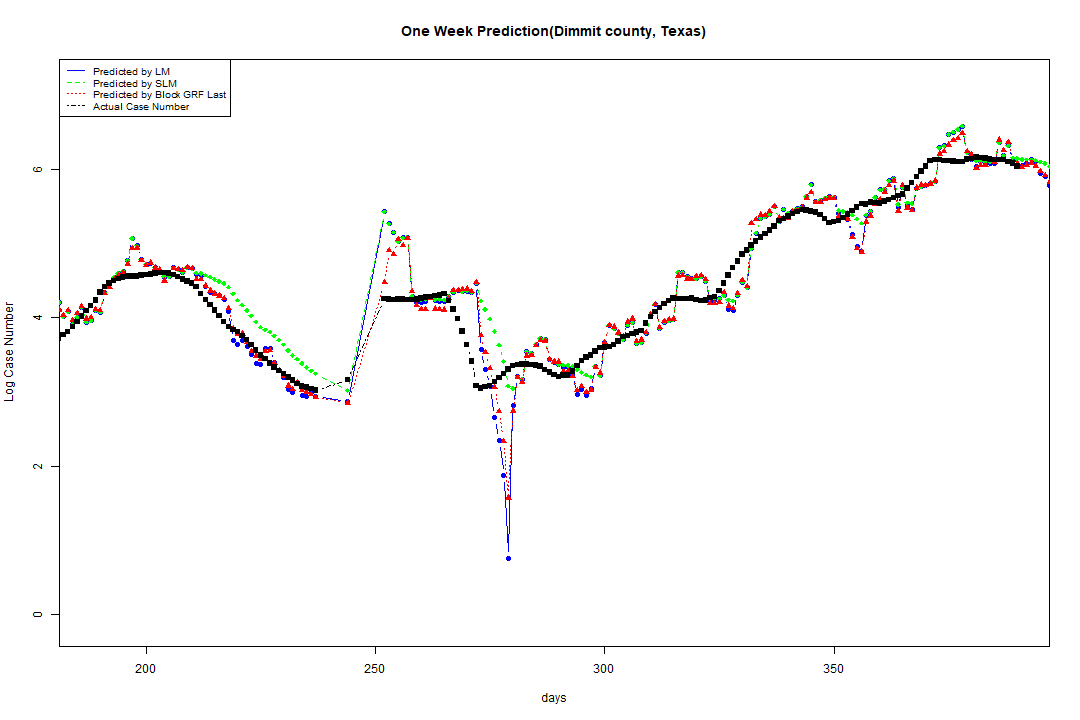 One Week Prediction(Dimmit county, Texas)
Predicted by LM
Predicted by SLM
Predicted by Block GRF Last
Actual Case Number
Log Case Number
6
4
2
0
200
250
300
350
days